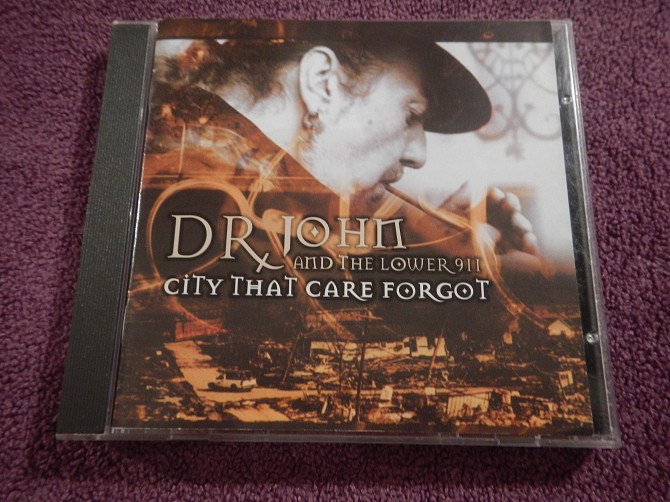 DR. JOHN
AND THE LOWER 911
CITY THAT CARE FORGOT